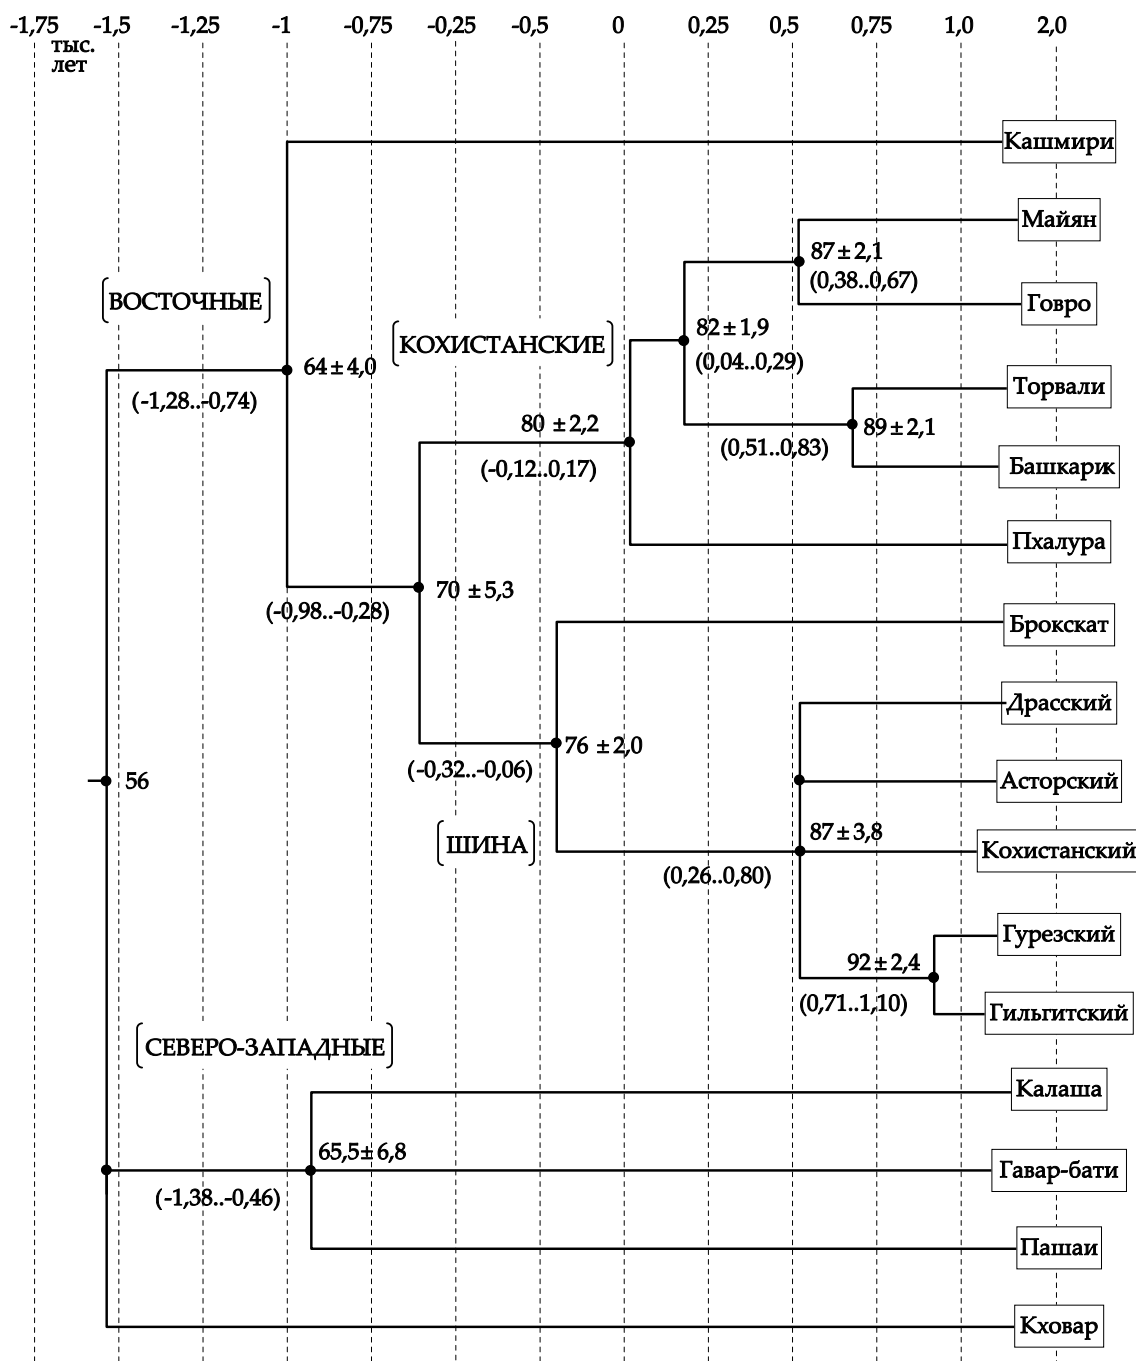 -1,75 -1,5 -1,25 -1 -0,75 -0,25 -0,5 0 0,25 0,5 0,75 1,0 2,0
тыс.
лет
Кашмири
Майян
87 ± 2,1
(0,38..0,67)
ВОСТОЧНЫЕ
Говро
82 ± 1,9
КОХИСТАНСКИЕ
(0,04..0,29)
64 ± 4,0
Торвали
(-1,28..-0,74)
80 ± 2,2
89 ± 2,1
(0,51..0,83)
Башкарик
(-0,12..0,17)
Пхалура
70 ± 5,3
(-0,98..-0,28)
Брокскат
Драсский
76 ± 2,0
(-0,32..-0,06)
56
Асторский
87 ± 3,8
ШИНА
Кохистанский
(0,26..0,80)
Гурезский
92 ± 2,4
(0,71..1,10)
Гильгитский
СЕВЕРО-ЗАПАДНЫЕ
Калаша
65,5 ± 6,8
Гавар-бати
(-1,38..-0,46)
Пашаи
Кховар